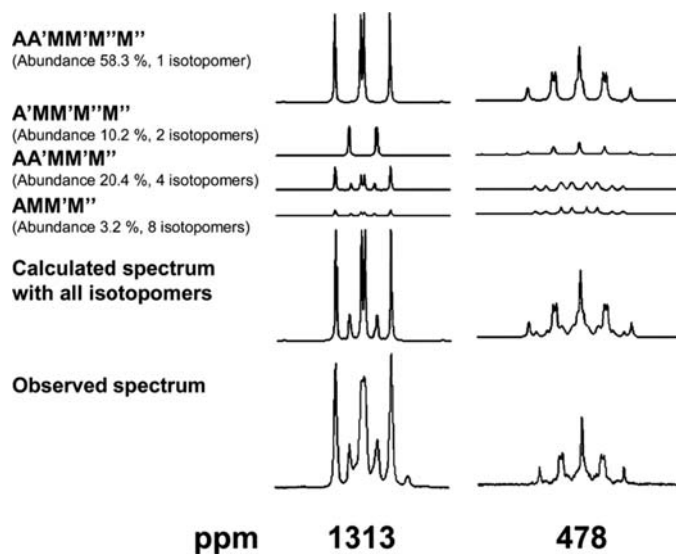 AA’MM’M”M”
(Abundance 58.3 %, 1 isotopomer)
A’MM’M”M”
(Abundance 10.2 %, 2 isotopomers)
AA’MM’M”
(Abundance 20.4 %, 4 isotopomers)
AMM’M”
(Abundance 3.2 %, 8 isotopomers)
Calculated spectrum
with all isotopomers
Observed spectrum
ppm 1313 478